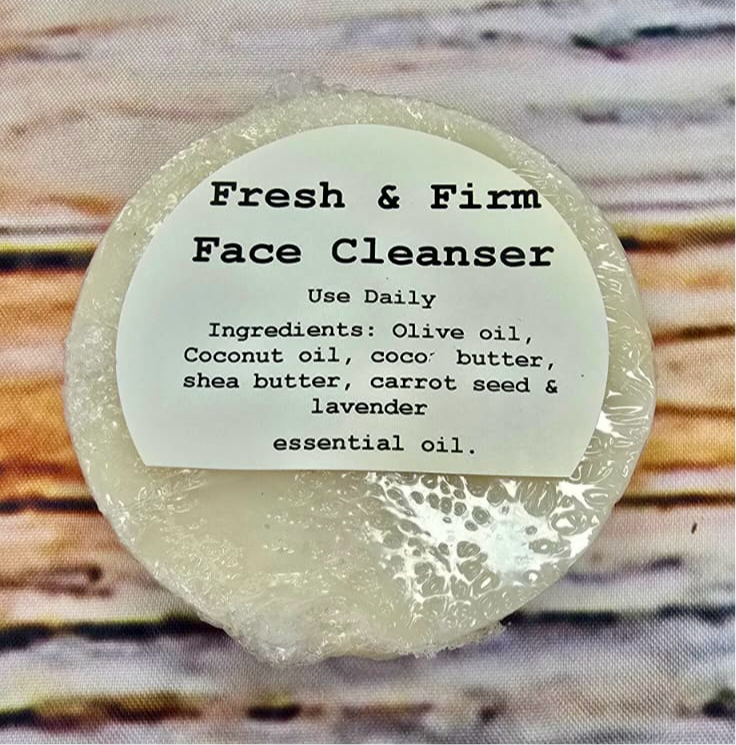 Fresh & Firm
Face Cleanser
Use Daily
Ingredients: Olive oil,
Coconut oil, coco butter,
shea butter, carrot seed &
lavender
essential oil.